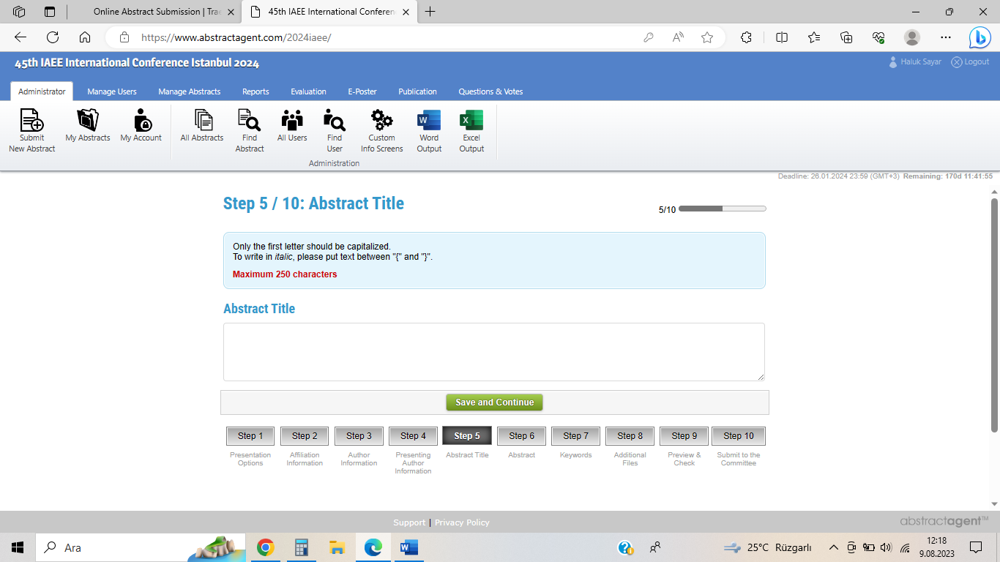 Online Abstract Submission | Trae
45th IAEE International Conferen
https://www.abstractagent.com/2024iaee/
45th IAEE International Conference Istanbul 2024
Haluk Sayar
Logout
Administrator
Manage Users
Manage Abstracts
Reports
Evaluation
E-Poster
Publication
Questions & Votes
Submit
New Abstract
My Abstracts
My Account
All Abstracts
Find
Abstract
All Users
Find
User
Custom
Info Screens
Word
Output
Excel
Output
Administration
Deadline: 26.01.2024 23:59 (GMT+3) Remaining: 170d 11:41:55
Step 5 / 10: Abstract Title
5/10
Only the first letter should be capitalized.
To write in italic, please put text between "{" and "}".
Maximum 250 characters
Abstract Title
Save and Continue
Step 1
Step 2
Step 3
Step 4
Step 5
Step 6
Step 7
Step 8
Step 9
Step 10
Presentation
Options
Affiliation
Information
Author
Information
Presenting
Author
Information
Abstract Title
Abstract
Keywords
Additional
Files
Preview &
Check
Submit to the
Committee
Support | Privacy Policy
abstractagent™
Ara
25°C Rüzgarlı
12:18
9.08.2023